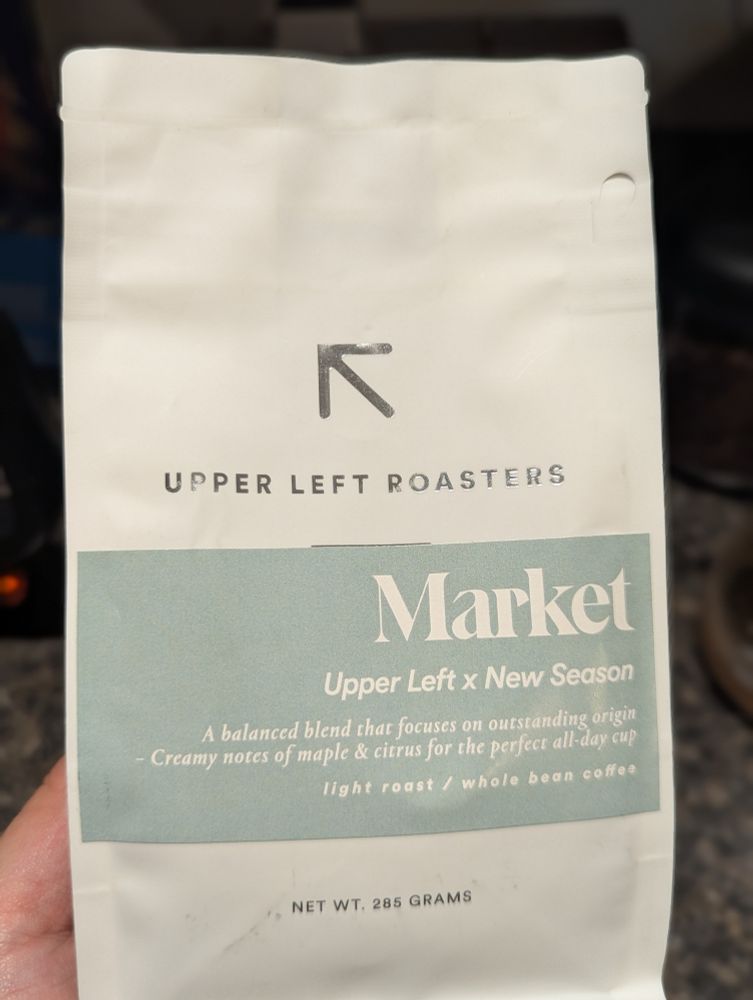 UPPER LEFT ROASTERS
Market
Upper Left x New Season
A balanced blend that focuses on outstanding origin
- Creamy notes of maple & citrus for the perfect all-day cup
light roast / whole bean coffee
NET WT. 285 GRAMS